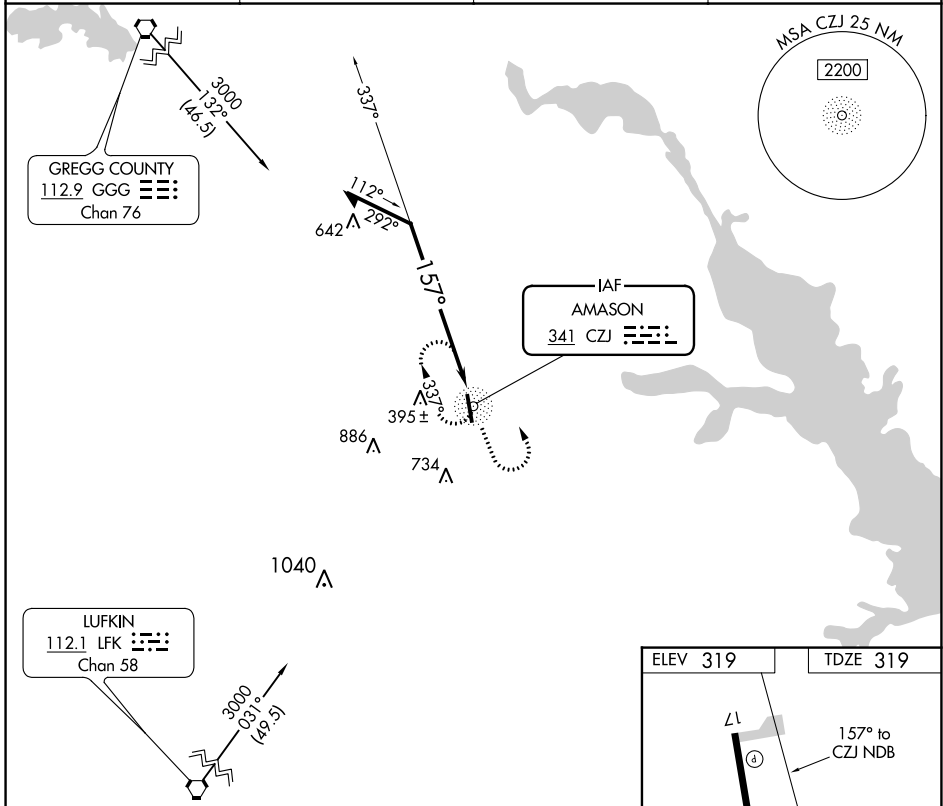 MSA CZJ 25 NM
2200
3000
132°
(46.5)
337°
GREGG COUNTY
112.9 GGG
Chan 76
112°
292°
642
157°
IAF
AMASON
341 CZJ
337°
395 ±
886
734
1040
LUFKIN
112.1 LFK
Chan 58
3000
031°
(49.5)
ELEV 319
TDZE 319
17
P
157° to
CZJ NDB